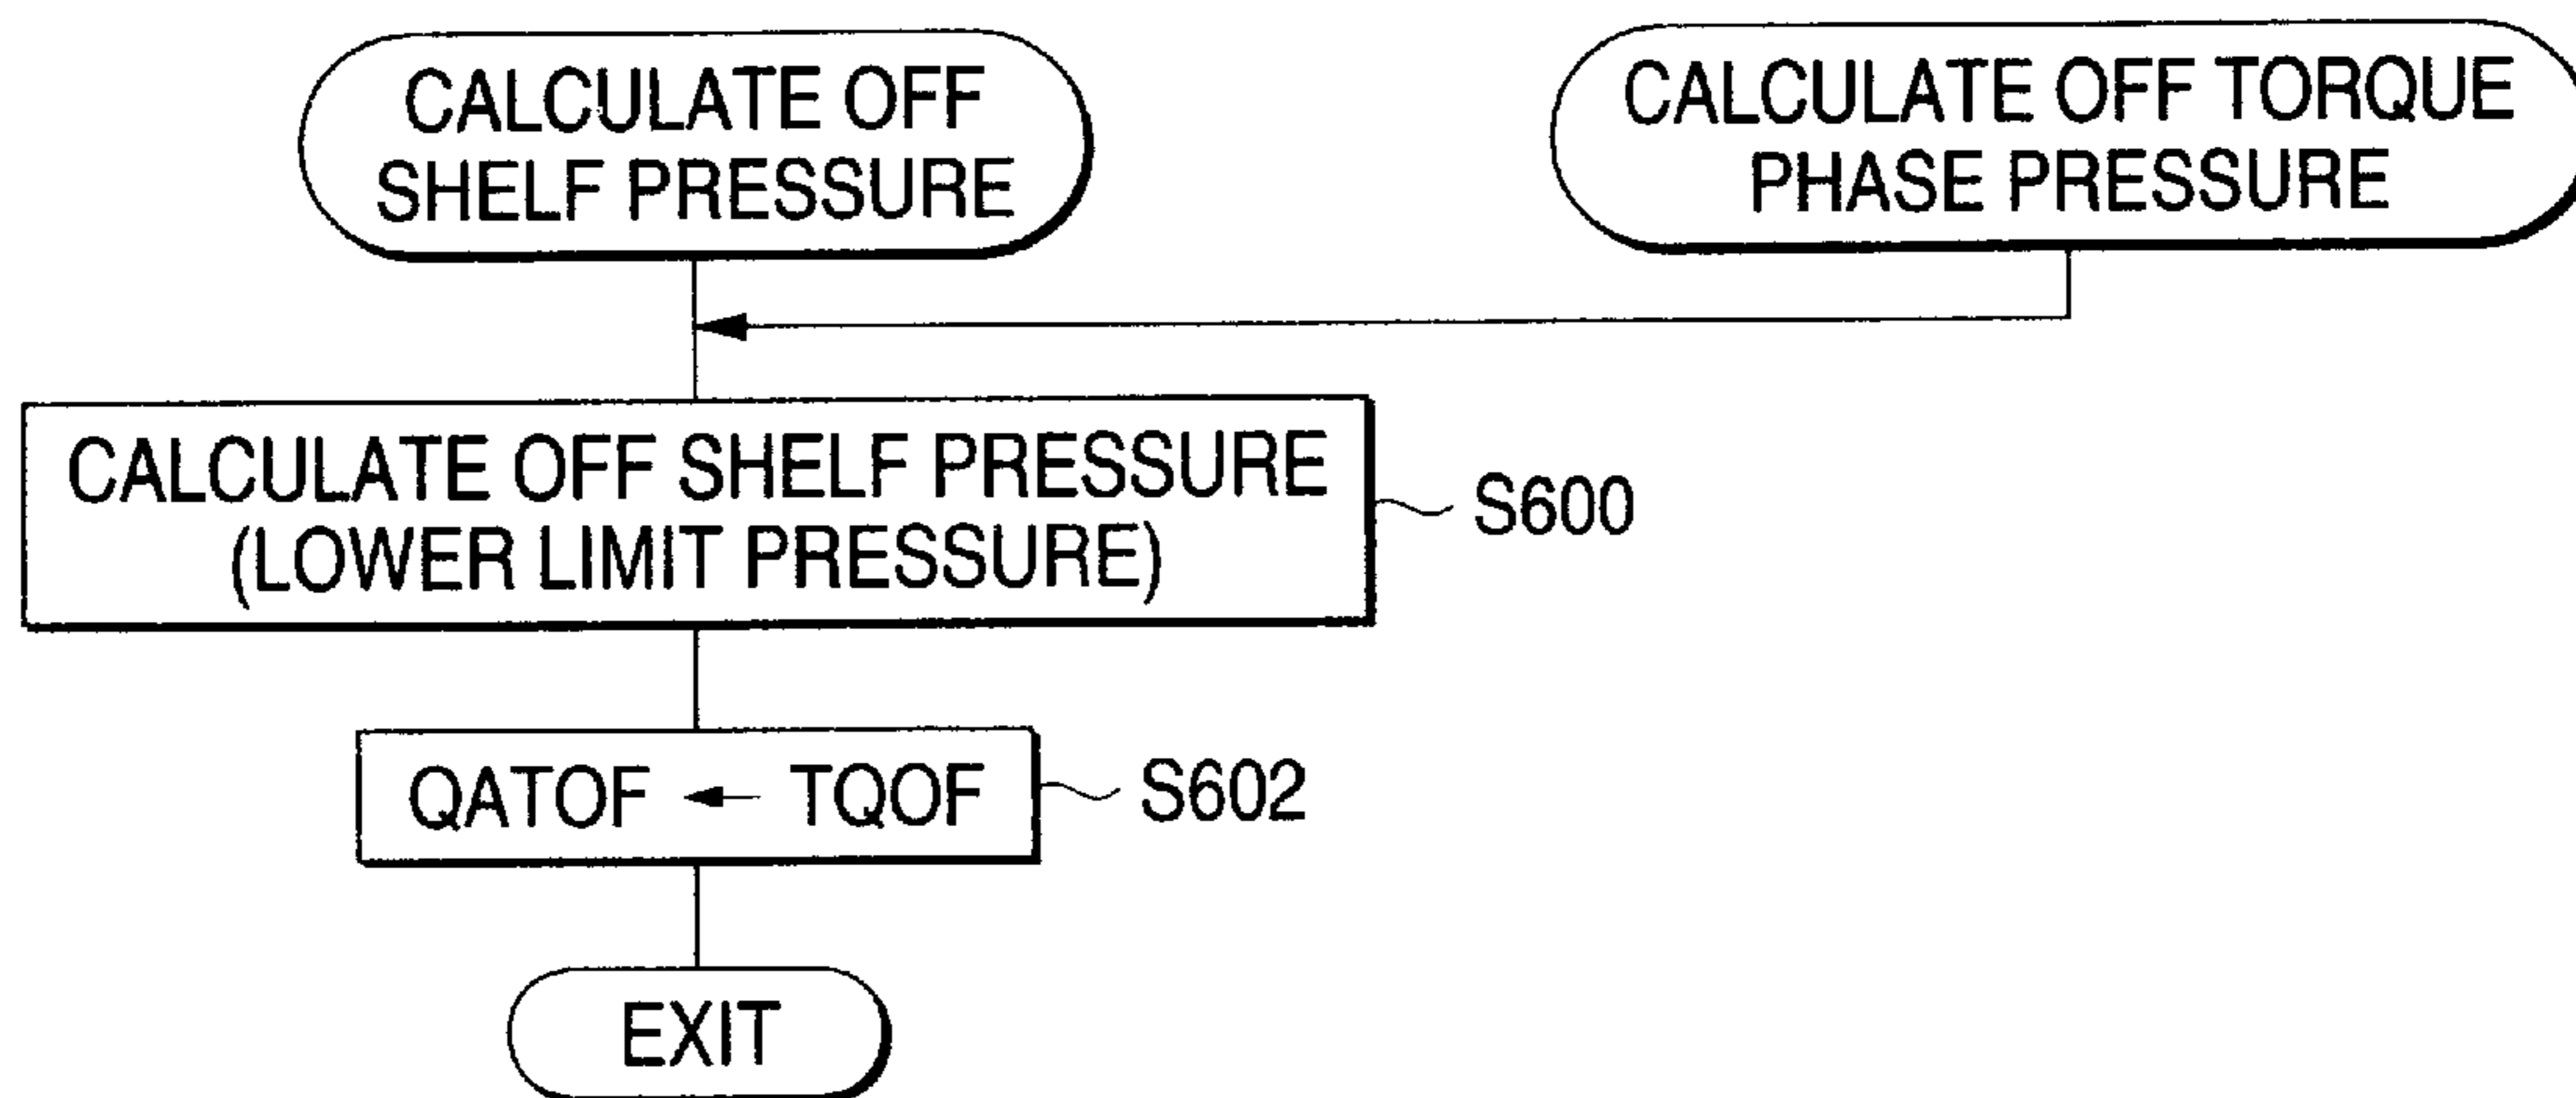 CALCULATE OFF
SHELF PRESSURE
CALCULATE OFF TORQUE
PHASE PRESSURE
CALCULATE OFF SHELF PRESSURE
(LOWER LIMIT PRESSURE)
S600
QATOF ← TQOF
S602
EXIT